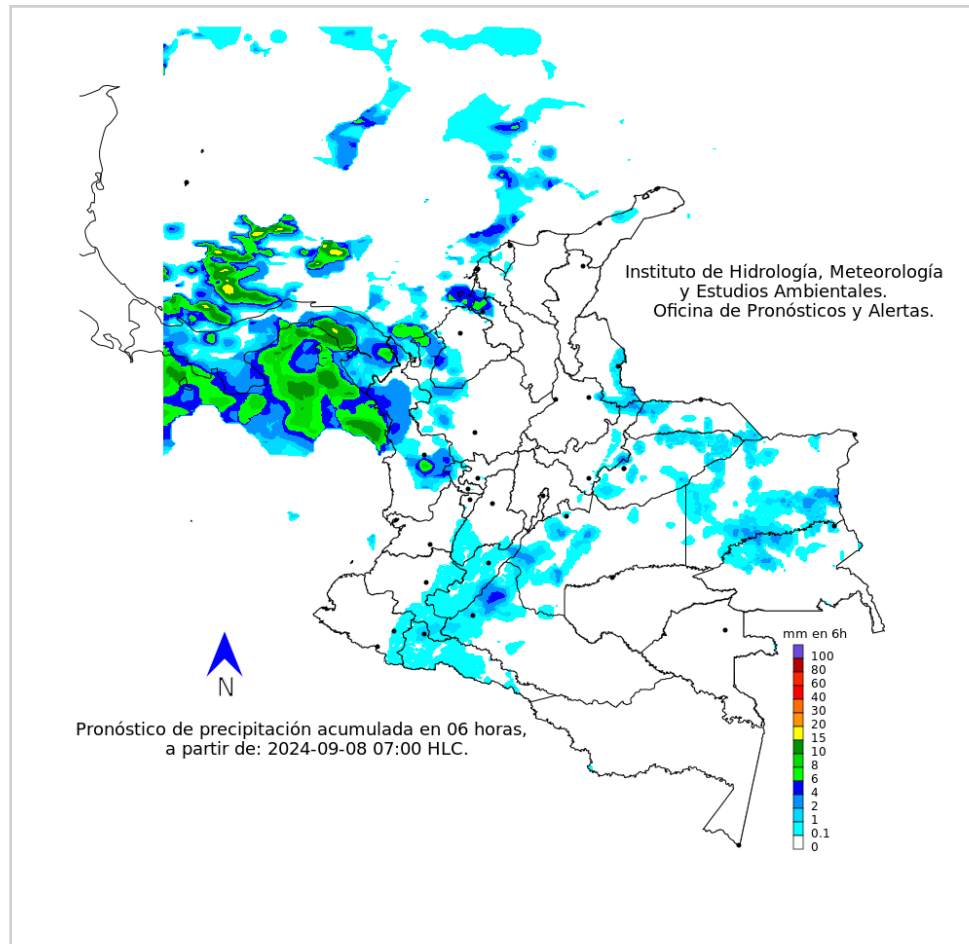 Instituto de Hidrología, Meteorología
y Estudios Ambientales.
Oficina de Pronósticos y Alertas.
mm en 6h
100
80
60
40
30
20
15
10
8
6
4
2
1
0.1
0
N
Pronóstico de precipitación acumulada en 06 horas,
a partir de: 2024-09-08 07:00 HLC.